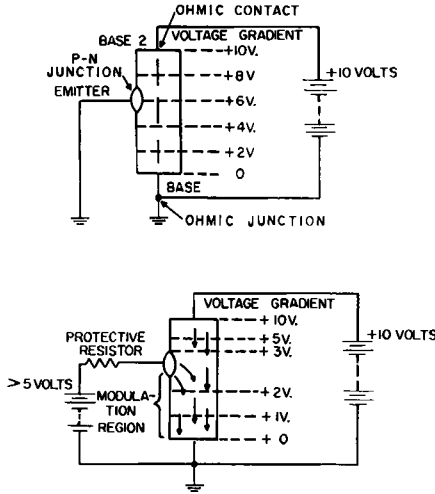 OHMIC CONTACT
BASE 2
VOLTAGE GRADIENT
P-N
JUNCTION
EMITTER
+10V.
+8V
+6V.
+4V.
+2V
0
+10 VOLTS
BASE
OHMIC JUNCTION
VOLTAGE GRADIENT
+10V.
+5V.
+3V.
+2V.
+1V.
+0
PROTECTIVE
RESISTOR
>5 VOLTS
MODULA-
TION
REGION
+10 VOLTS